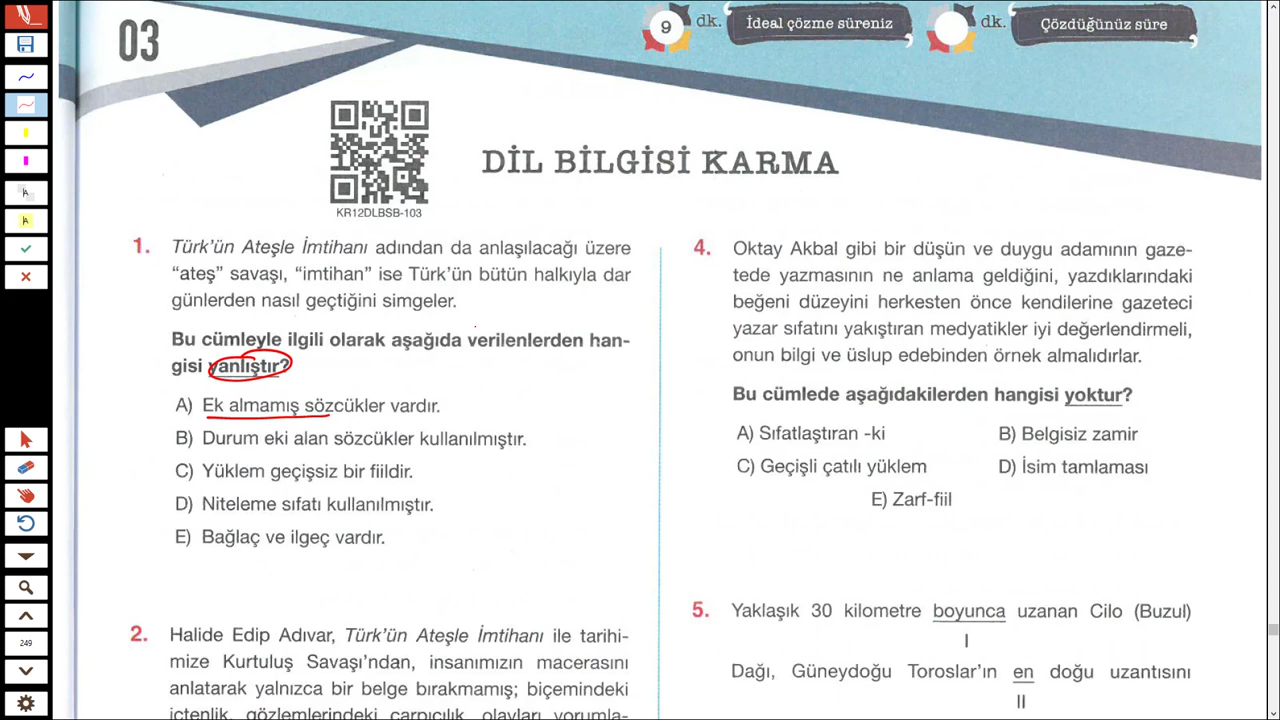 03
9 dk. İdeal çözme süreniz
dk. Çözdüğünüz süre
KR12DLBSB-103
DİL BİLGİSİ KARMA
1. Türk'ün Ateşle İmtihanı adından da anlaşılacağı üzere
“ateş” savaşı, “imtihan” ise Türk'ün bütün halkıyla dar
günlerden nasıl geçtiğini simgeler.
Bu cümleyle ilgili olarak aşağıda verilenlerden han-
gisi yanlıştır?
A) Ek almamış sözcükler vardır.
B) Durum eki alan sözcükler kullanılmıştır.
C) Yüklem geçişsiz bir fiildir.
D) Niteleme sıfatı kullanılmıştır.
E) Bağlaç ve ilgeç vardır.
2. Halide Edip Adıvar, Türk'ün Ateşle İmtihanı ile tarihi-
mize Kurtuluş Savaşı'ndan, insanımızın macerasını
anlatarak yalnızca bir belge bırakmamış; biçemindeki
içtenlik, gözlemlerindeki çarpıcılık, olayları yorumla-
4. Oktay Akbal gibi bir düşün ve duygu adamının gaze-
tede yazmasının ne anlama geldiğini, yazdıklarındaki
beğeni düzeyini herkesten önce kendilerine gazeteci
yazar sıfatını yakıştıran medyatikler iyi değerlendirmeli,
onun bilgi ve üslup edebinden örnek almalıdırlar.
Bu cümlede aşağıdakilerden hangisi yoktur?
A) Sıfatlaştıran -ki B) Belgisiz zamir
C) Geçişli çatılı yüklem D) İsim tamlaması
E) Zarf-fiil
5. Yaklaşık 30 kilometre boyunca uzanan Cilo (Buzul)
I
Dağı, Güneydoğu Toroslar'ın en doğu uzantısını
II
249